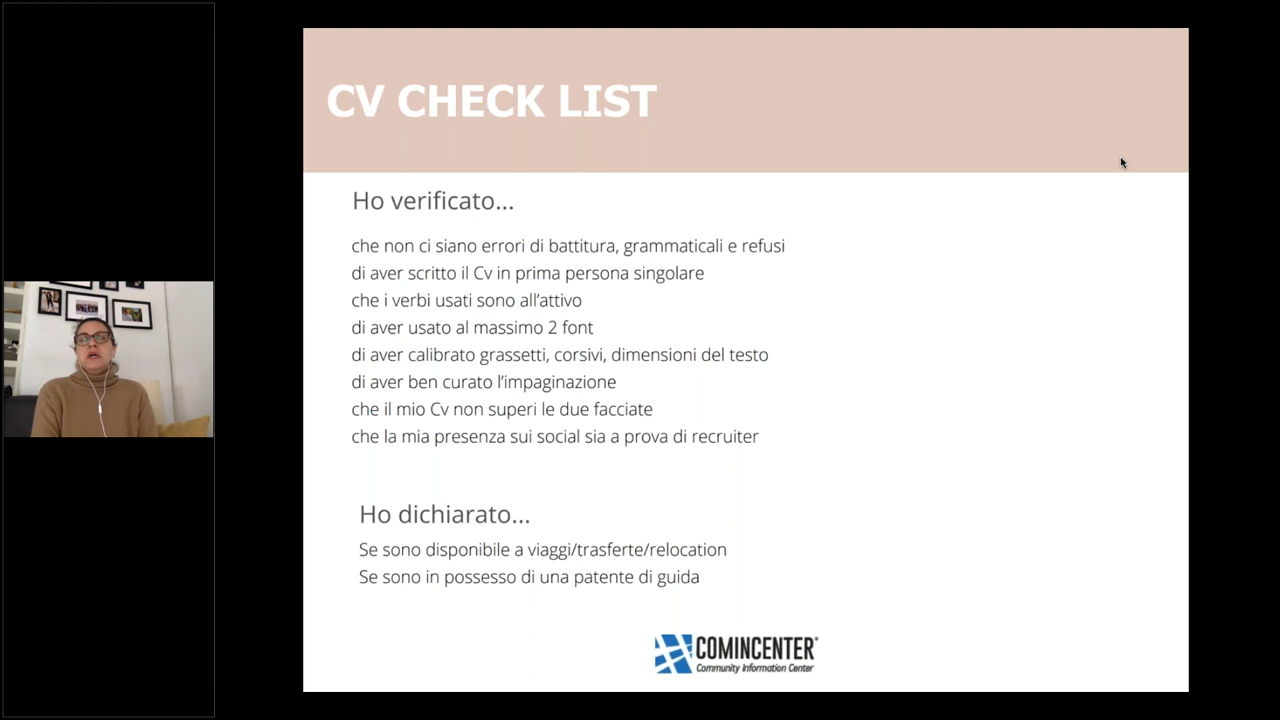 CV CHECK LIST
Ho verificato...
che non ci siano errori di battitura, grammaticali e refusi
di aver scritto il Cv in prima persona singolare
che i verbi usati sono all’attivo
di aver usato al massimo 2 font
di aver calibrato grassetti, corsivi, dimensioni del testo
di aver ben curato l’impaginazione
che il mio Cv non superi le due facciate
che la mia presenza sui social sia a prova di recruiter
Ho dichiarato...
Se sono disponibile a viaggi/trasferte/relocation
Se sono in possesso di una patente di guida
COMINCENTER®
Community Information Center